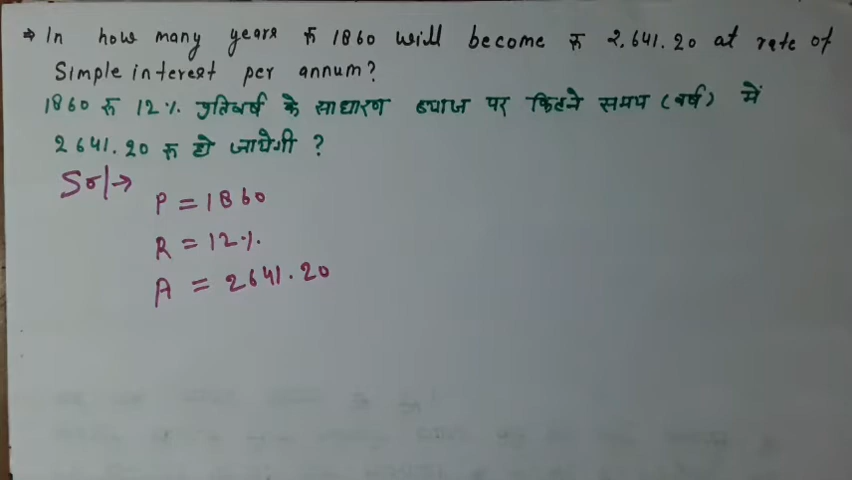 ⇒ In how many years रु 1860 will become रु 2,641.20 at rete of
Simple interest per annum?
1860 रु 12%. प्रतिवर्ष के साधारण ब्याज पर कितने समय (वर्ष) में
2641.20 रु हो जायेगी ?
Sol→
P = 1860
R = 12%.
A = 2641.20